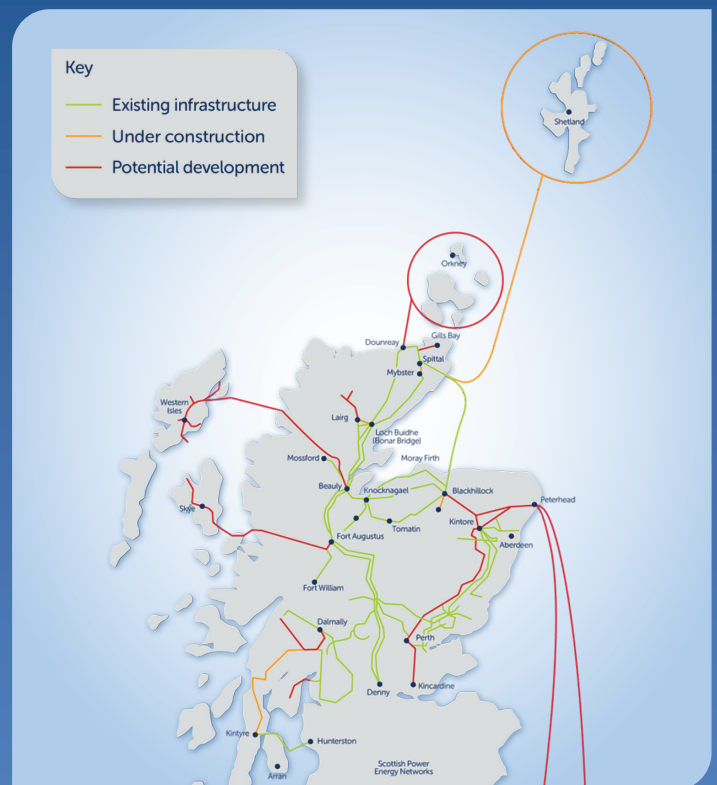 Key
Existing infrastructure
Under construction
Potential development
Shetland
Orkney
Gills Bay
Dounreay
Spittal
Mybster
Western
Isles
Lairg
Loch Buidhe
(Bonar Bridge)
Mossford
Moray Firth
Beauly
Knocknagael
Blackhillock
Peterhead
Skye
Tomatin
Kintore
Fort Augustus
Aberdeen
Fort William
Dalmally
Perth
Denny
Kincardine
Kintyre
Hunterston
Arran
Scottish Power
Energy Networks